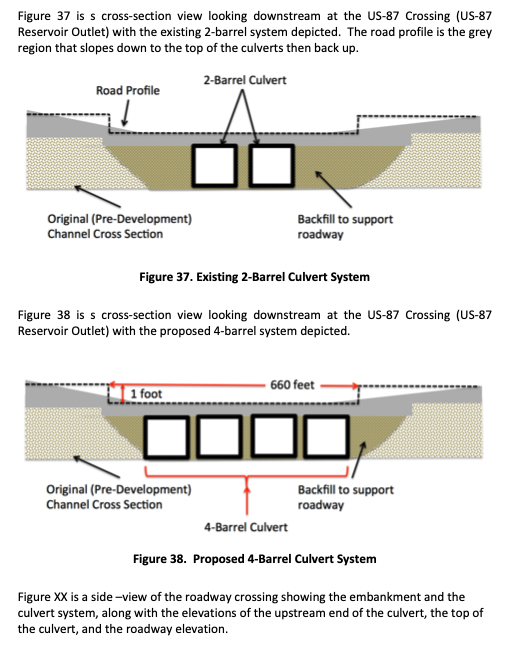 Figure 37 is s cross-section view looking downstream at the US-87 Crossing (US-87
Reservoir Outlet) with the existing 2-barrel system depicted.  The road profile is the grey
region that slopes down to the top of the culverts then back up.
2-Barrel Culvert
Road Profile
Original (Pre-Development)
Channel Cross Section
Backfill to support
roadway
Figure 37. Existing 2-Barrel Culvert System
Figure 38 is s cross-section view looking downstream at the US-87 Crossing (US-87
Reservoir Outlet) with the proposed 4-barrel system depicted.
660 feet
1 foot
Original (Pre-Development)
Channel Cross Section
Backfill to support
roadway
4-Barrel Culvert
Figure 38.  Proposed 4-Barrel Culvert System
Figure XX is a side –view of the roadway crossing showing the embankment and the
culvert system, along with the elevations of the upstream end of the culvert, the top of
the culvert, and the roadway elevation.